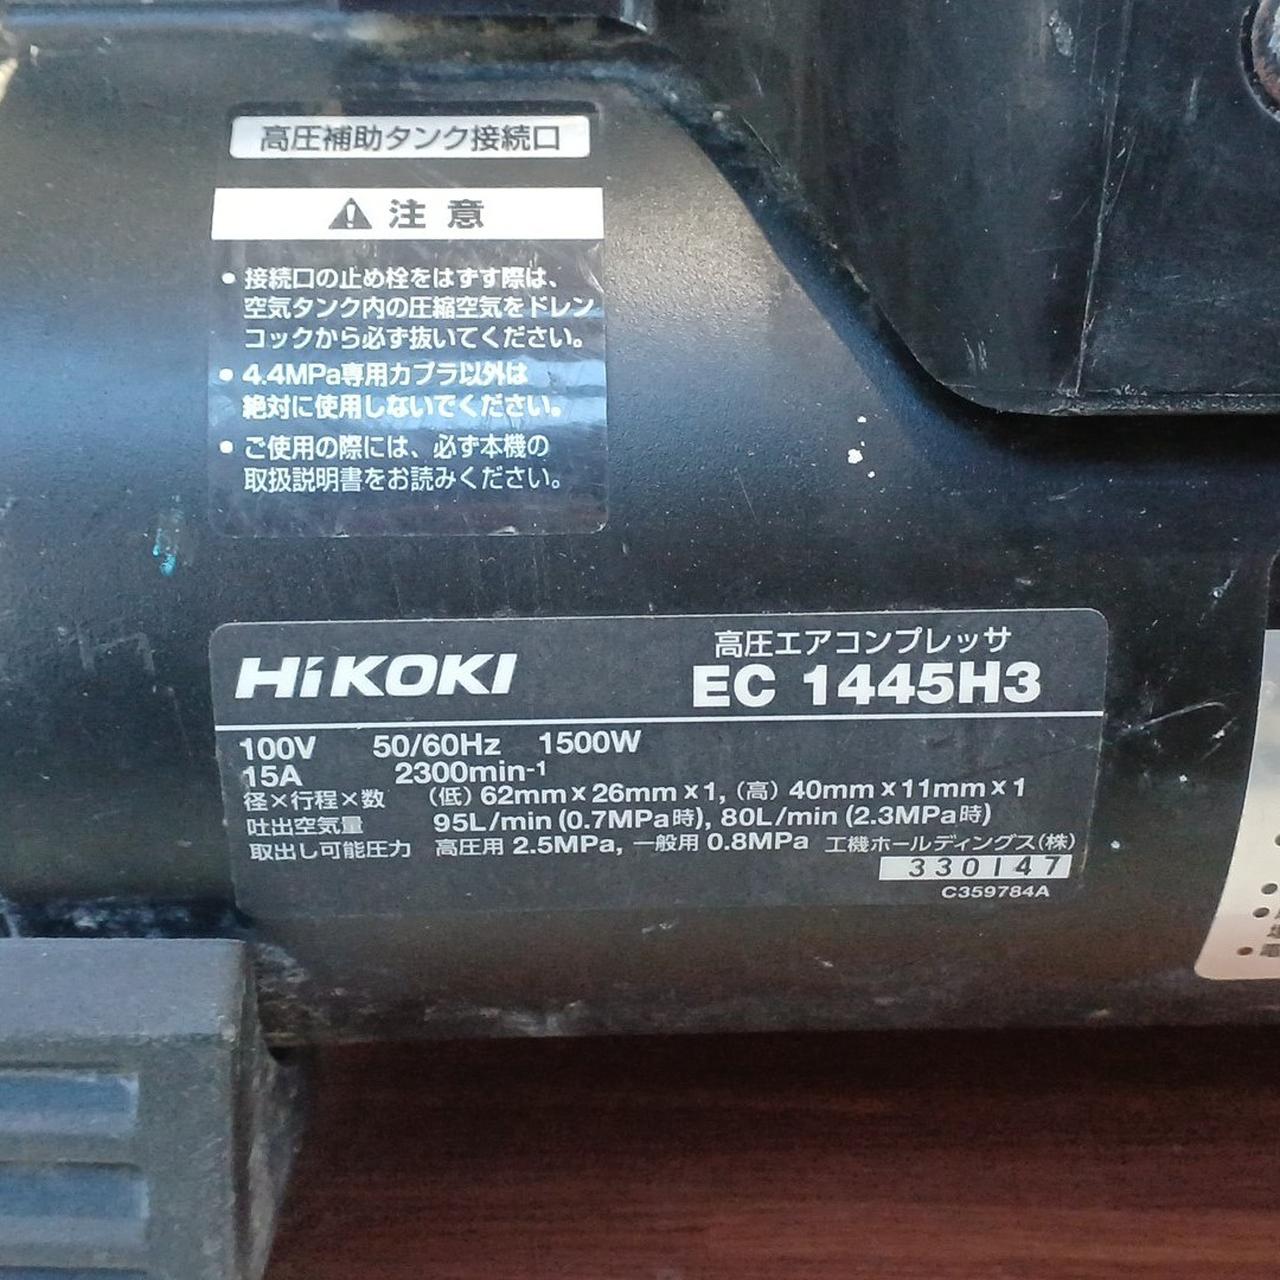 高圧補助タンク接続口
⚠注意
• 接続口の止め栓をはずす際は、
空気タンク内の圧縮空気をドレン
コックから必ず抜いてください。
• 4.4MPa専用カプラ以外は
絶対に使用しないでください。
• ご使用の際には、必ず本機の
取扱説明書をお読みください。
HiKOKI
高圧エアコンプレッサ
EC 1445H3
100V 50/60Hz 1500W
15A 2300min-1
径×行程×数 (低) 62mm×26mm×1, (高) 40mm×11mm×1
吐出空気量 95L/min (0.7MPa時), 80L/min (2.3MPa時)
取出し可能圧力 高圧用 2.5MPa, 一般用 0.8MPa 工機ホールディングス(株)
330147
C359784A